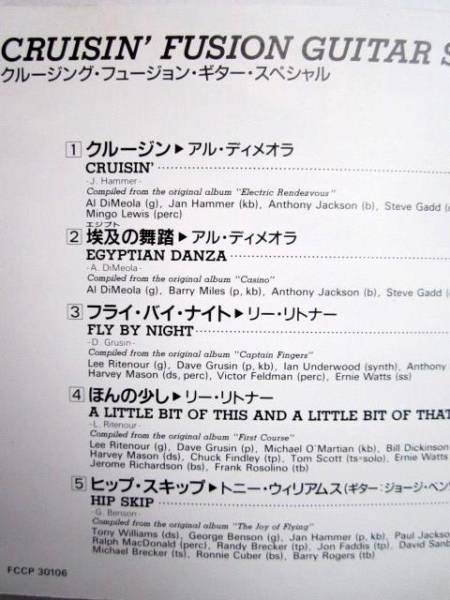 CRUISIN' FUSION GUITAR S
クルージング・フュージョン・ギター・スペシャル
1 クルージン▶アル・ディメオラ
CRUISIN'
-J. Hammer-
Compiled from the original album "Electric Rendezvous"
Al DiMeola (g), Jan Hammer (kb), Anthony Jackson (b), Steve Gadd (
Mingo Lewis (perc)
エジプト
2 埃及の舞踏▶アル・ディメオラ
EGYPTIAN DANZA
-A. DiMeola-
Compiled from the original album "Casino"
Al DiMeola (g), Barry Miles (p, kb), Anthony Jackson (b), Steve Gadd (
3 フライ・バイ・ナイト▶リー・リトナー
FLY BY NIGHT
-D. Grusin-
Compiled from the original album "Captain Fingers"
Lee Ritenour (g), Dave Grusin (p, kb), Ian Underwood (synth), Anthony
Harvey Mason (ds, perc), Victor Feldman (perc), Ernie Watts (ss)
4 ほんの少し▶リー・リトナー
A LITTLE BIT OF THIS AND A LITTLE BIT OF THAT
-L. Ritenour-
Compiled from the original album "First Course"
Lee Ritenour (g), Dave Grusin (p), Michael O'Martian (kb), Bill Dickinson
Harvey Mason (ds), Chuck Findley (tp), Tom Scott (ts=solo), Ernie Watts
Jerome Richardson (bs), Frank Rosolino (tb)
5 ヒップ・スキップ▶トニー・ウィリアムス(ギター:ジョージ・ベン
HIP SKIP
-G. Benson-
Compiled from the original album "The Joy of Flying"
Tony Williams (ds), George Benson (g), Jan Hammer (p, kb), Paul Jackso
Ralph MacDonald (perc), Randy Brecker (tp), Jon Faddis (tp), David Sanb
Michael Brecker (ts), Ronnie Cuber (bs), Barry Rogers (tb)
FCCP 30106